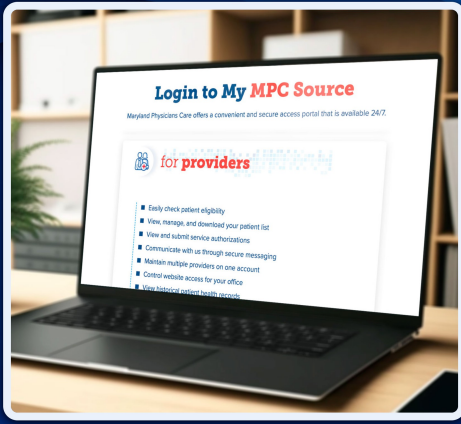 Login to My MPC Source
Maryland Physicians Care offers a convenient and secure access portal that is available 24/7.
for providers
Easily check patient eligibility
View, manage, and download your patient list
View and submit service authorizations
Communicate with us through secure messaging
Maintain multiple providers on one account
Control website access for your office
View historical patient health records